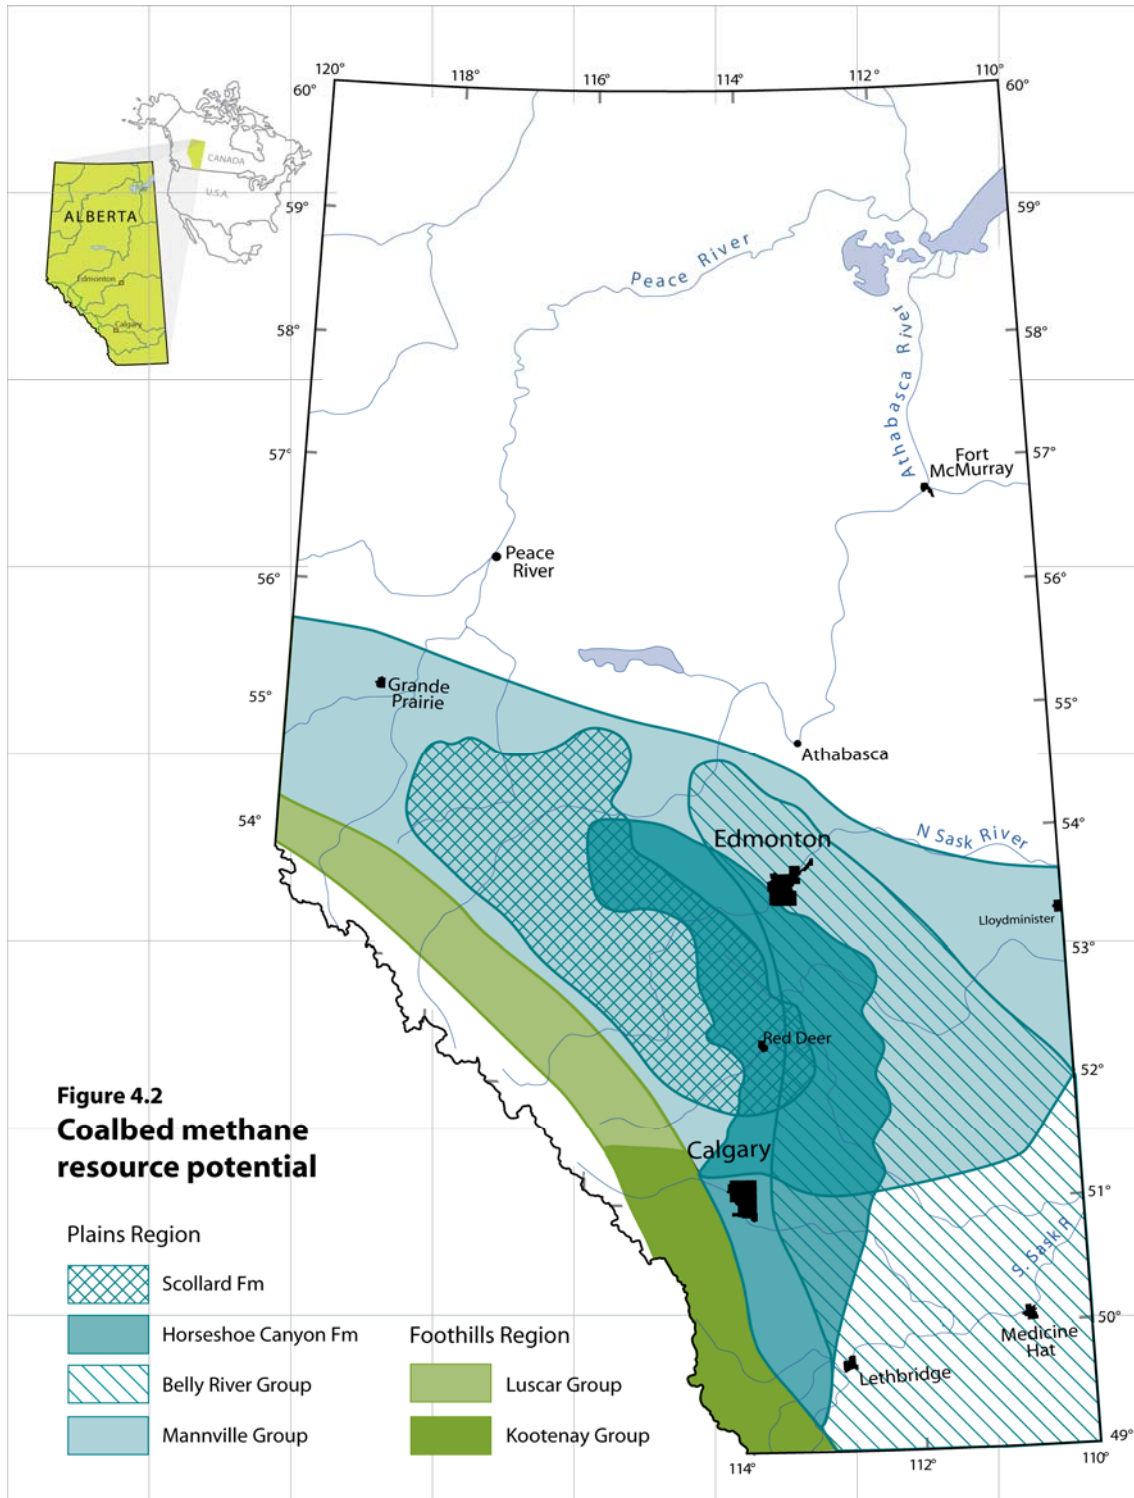 120°
118°
116°
114°
112°
110°
60°
60°
CANADA
U.S.A.
ALBERTA
Edmonton
Calgary
59°
59°
Peace River
58°
58°
Athabasca River
57°
57°
Fort
McMurray
Peace
River
56°
56°
55°
55°
Grande
Prairie
Athabasca
54°
54°
N Sask River
Edmonton
Lloydminister
53°
Red Deer
52°
Figure 4.2
Coalbed methane
resource potential
Calgary
51°
S. Sask R
Plains Region
Scollard Fm
Horseshoe Canyon Fm
Belly River Group
Mannville Group
Foothills Region
Luscar Group
Kootenay Group
50°
Medicine
Hat
Lethbridge
49°
114°
112°
110°